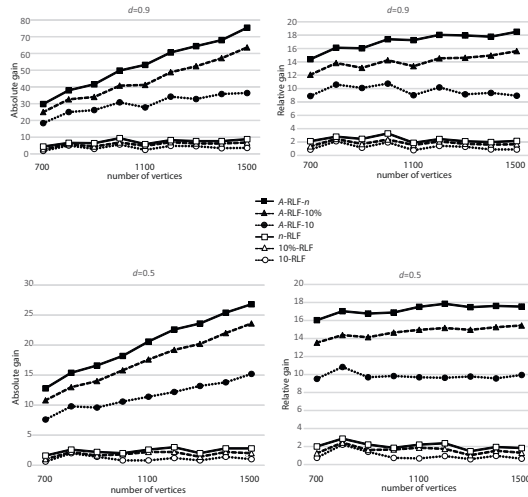 d=0.9
Absolute gain
80
70
60
50
40
30
20
10
0
700
1100
1500
number of vertices
d=0.9
Relative gain
20
18
16
14
12
10
8
6
4
2
0
700
1100
1500
number of vertices
A-RLF-n
A-RLF-10%
A-RLF-10
n-RLF
10%-RLF
10-RLF
d=0.5
Absolute gain
30
25
20
15
10
5
0
700
1100
1500
number of vertices
d=0.5
Relative gain
20
18
16
14
12
10
8
6
4
2
0
700
1100
1500
number of vertices